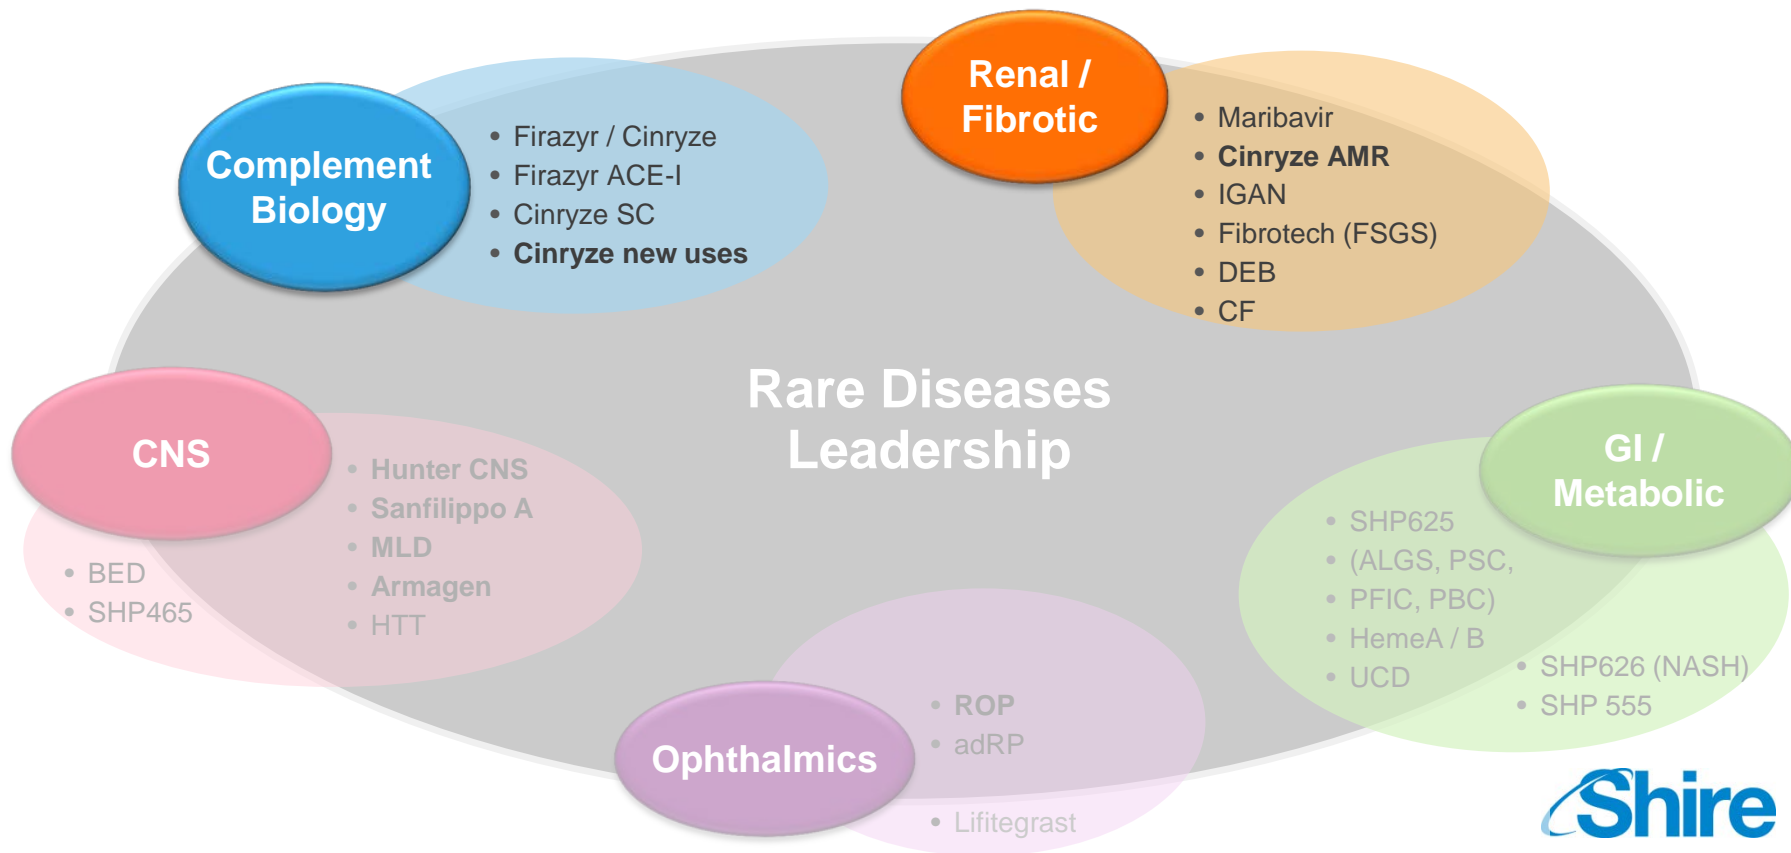 Complement
Biology
• Firazyr / Cinryze
• Firazyr ACE-I
• Cinryze SC
• Cinryze new uses
Renal /
Fibrotic
• Maribavir
• Cinryze AMR
• IGAN
• Fibrotech (FSGS)
• DEB
• CF
Rare Diseases
Leadership
CNS
• Hunter CNS
• Sanfilippo A
• MLD
• Armagen
• HTT
• BED
• SHP465
GI /
Metabolic
• SHP625
• (ALGS, PSC,
• PFIC, PBC)
• HemeA / B
• UCD
• SHP626 (NASH)
• SHP 555
Ophthalmics
• ROP
• adRP
• Lifitegrast
Shire